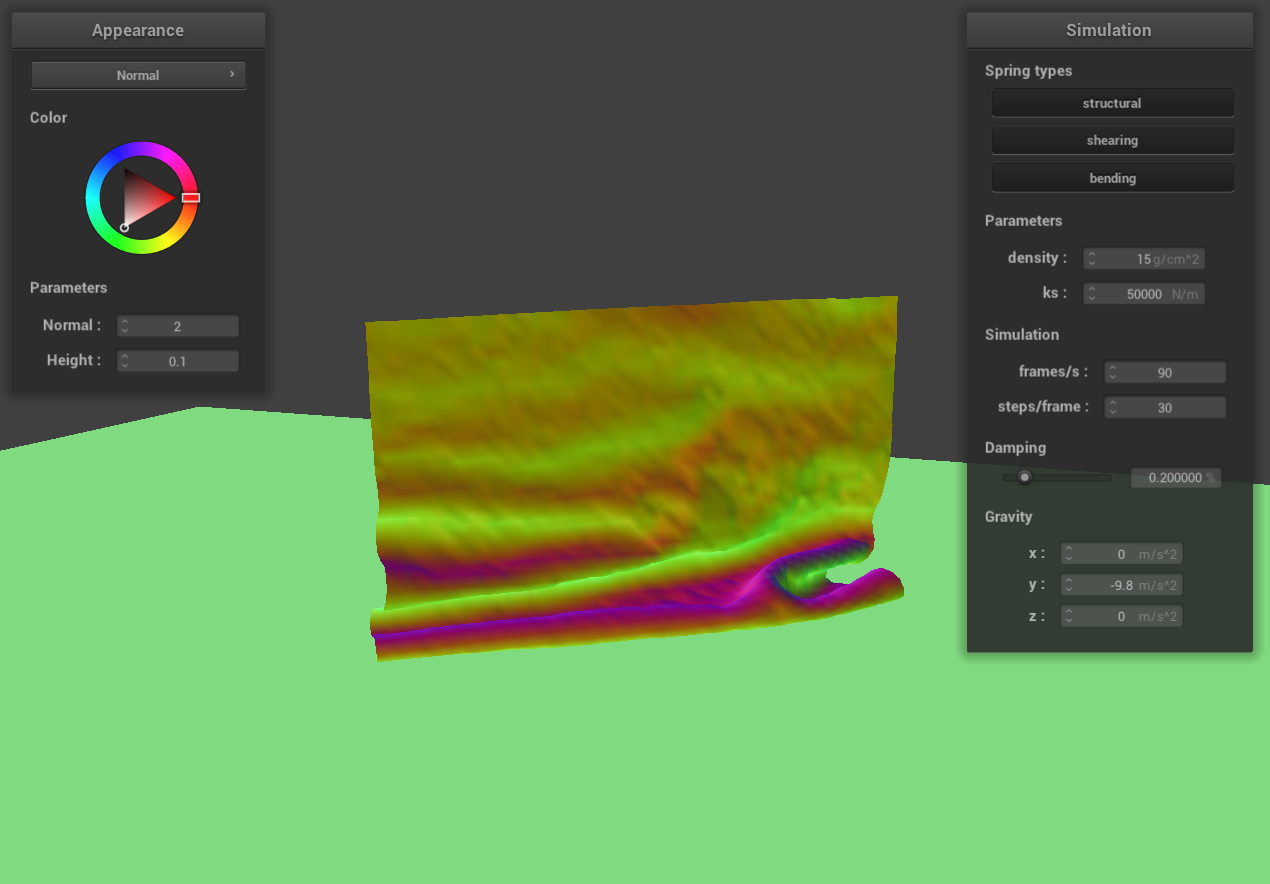 Appearance
Normal
Color
Parameters
Normal : 2
Height : 0.1
Simulation
Spring types
structural
shearing
bending
Parameters
density : 15 g/cm^2
ks : 50000 N/m
Simulation
frames/s : 90
steps/frame : 30
Damping
0.200000 %
Gravity
x : 0 m/s^2
y : -9.8 m/s^2
z : 0 m/s^2